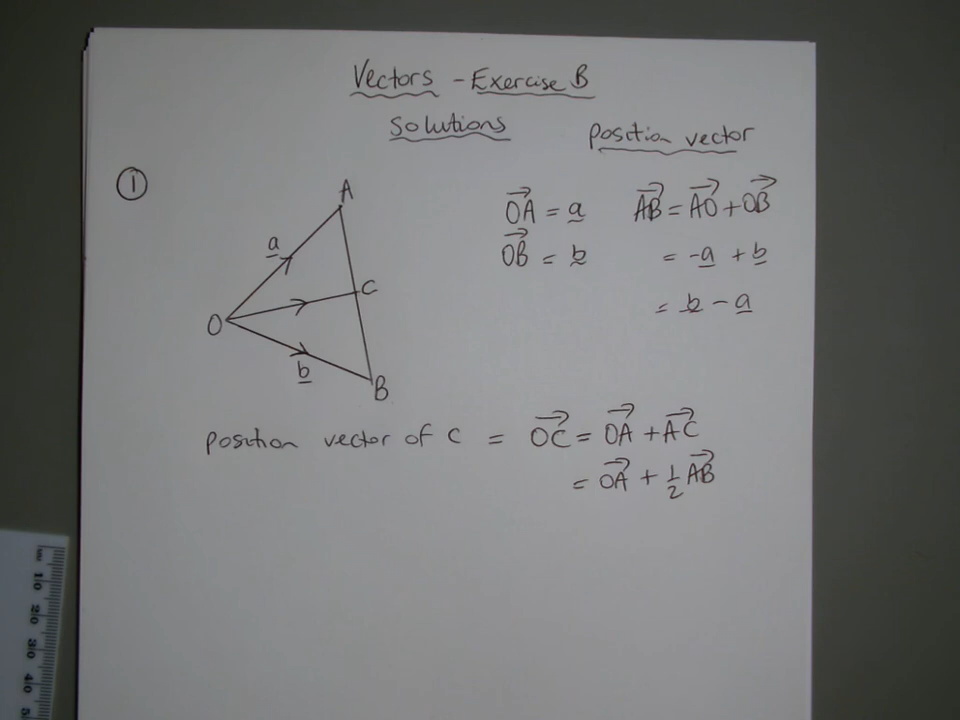 Vectors - Exercise B
Solutions
position vector
①
A
a
C
O
b
B
→OA = a
→OB = b
→AB = →AO + →OB
= -a + b
= b - a
position vector of C = →OC = →OA + →AC
= →OA + 1/2 →AB
10 20 30 40